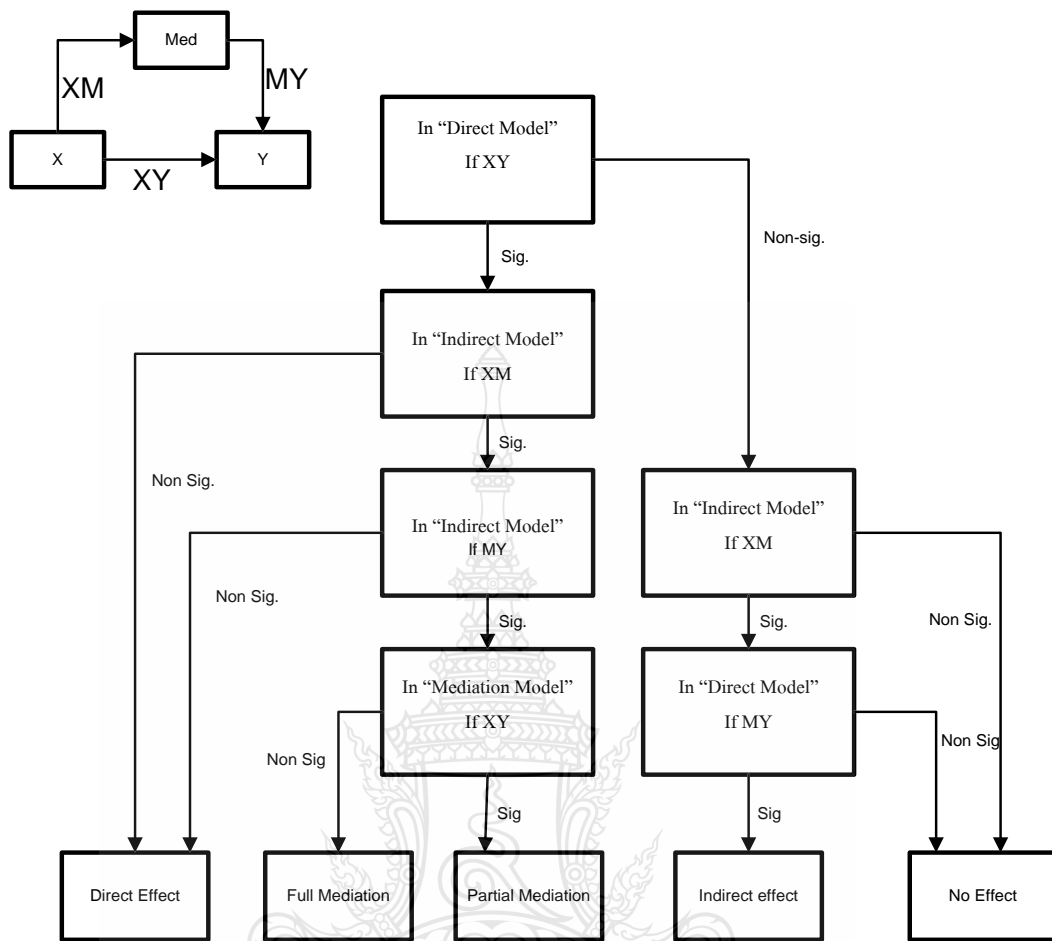 Med
XM
MY
X
Y
XY
In “Direct Model”
If XY
Sig.
Non-sig.
In “Indirect Model”
If XM
Non Sig.
Sig.
In “Indirect Model”
If MY
Non Sig.
Sig.
In “Indirect Model”
If XM
Sig.
Non Sig.
In “Mediation Model”
If XY
Non Sig
Sig
In “Direct Model”
If MY
Sig
Non Sig
Direct Effect
Full Mediation
Partial Mediation
Indirect effect
No Effect